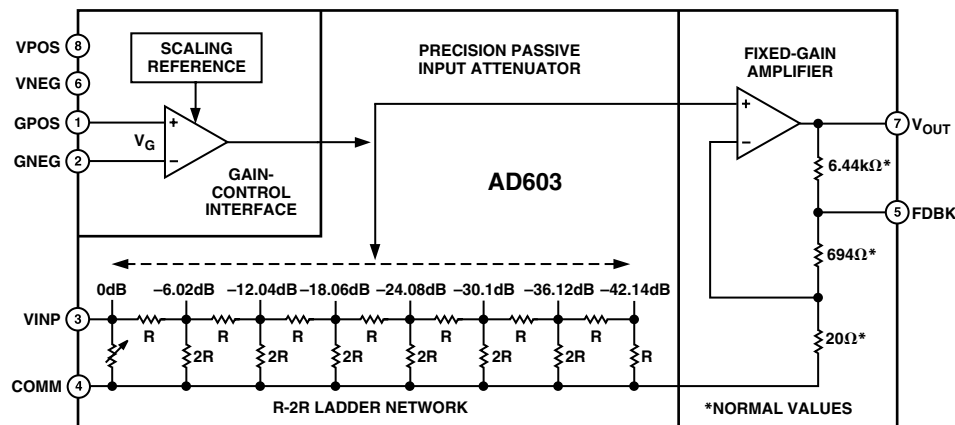 VPOS 8
VNEG 6
GPOS 1
GNEG 2
SCALING
REFERENCE
VG
+
–
GAIN-
CONTROL
INTERFACE
PRECISION PASSIVE
INPUT ATTENUATOR
AD603
FIXED-GAIN
AMPLIFIER
+
–
7 VOUT
6.44kΩ*
5 FDBK
694Ω*
20Ω*
0dB –6.02dB –12.04dB –18.06dB –24.08dB –30.1dB –36.12dB –42.14dB
VINP 3
R R R R R R R
2R 2R 2R 2R 2R 2R R
COMM 4
R-2R LADDER NETWORK
*NORMAL VALUES